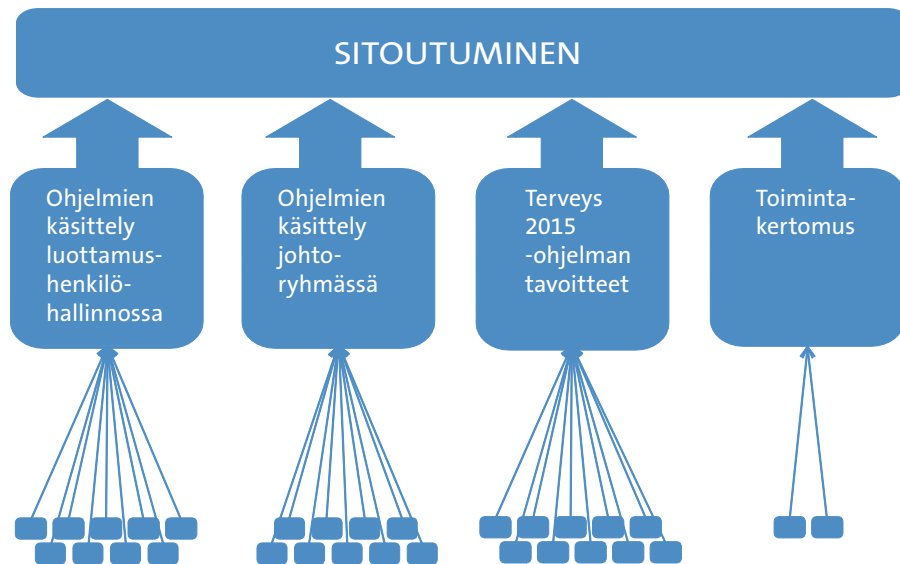 SITOUTUMINEN
Ohjelmien
käsittely
luottamus-
henkilö-
hallinnossa
Ohjelmien
käsittely
johto-
ryhmässä
Terveys
2015
-ohjelman
tavoitteet
Toiminta-
kertomus